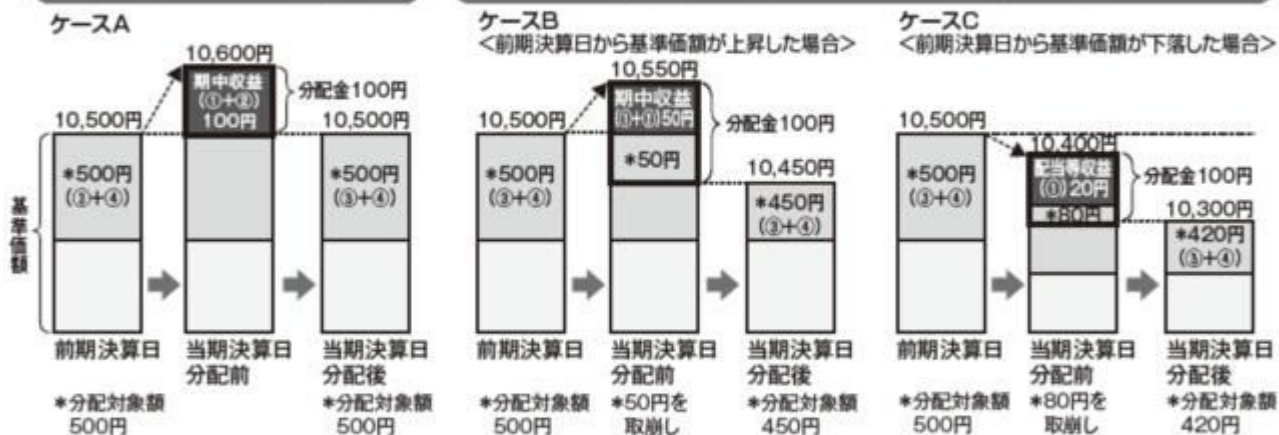 ケースA
10,600円
期中収益
(①+②)
100円
分配金100円
10,500円
10,500円
*500円
(③+④)
*500円
(③+④)
基準価額
前期決算日
当期決算日
分配前
当期決算日
分配後
*分配対象額
500円
*分配対象額
500円
ケースB
<前期決算日から基準価額が上昇した場合>
10,550円
期中収益
(①+②)50円
分配金100円
10,500円
*50円
10,450円
*500円
(③+④)
*450円
(③+④)
前期決算日
当期決算日
分配前
当期決算日
分配後
*分配対象額
500円
*50円を
取崩し
*分配対象額
450円
ケースC
<前期決算日から基準価額が下落した場合>
10,500円
10,400円
配当等収益
(①)20円
分配金100円
*80円
10,300円
*500円
(③+④)
*420円
(③+④)
前期決算日
当期決算日
分配前
当期決算日
分配後
*分配対象額
500円
*80円を
取崩し
*分配対象額
420円